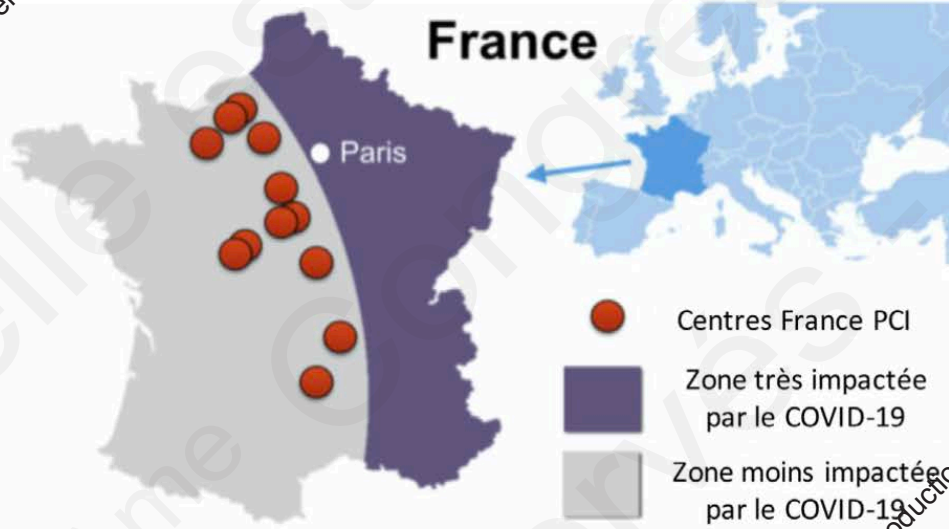 France
Paris
Centres France PCI
Zone très impactée
par le COVID-19
Zone moins impactée
par le COVID-19